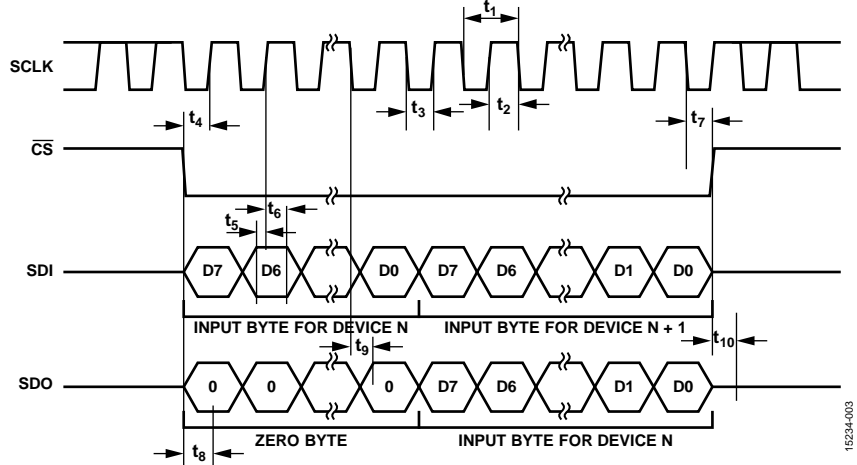 t1
SCLK
t3
t2
t4
t7
CS
t6
t5
SDI
D7
D6
D0
D7
D6
D1
D0
INPUT BYTE FOR DEVICE N
INPUT BYTE FOR DEVICE N + 1
t9
t10
SDO
0
0
0
D7
D6
D1
D0
ZERO BYTE
INPUT BYTE FOR DEVICE N
t8
15234-003